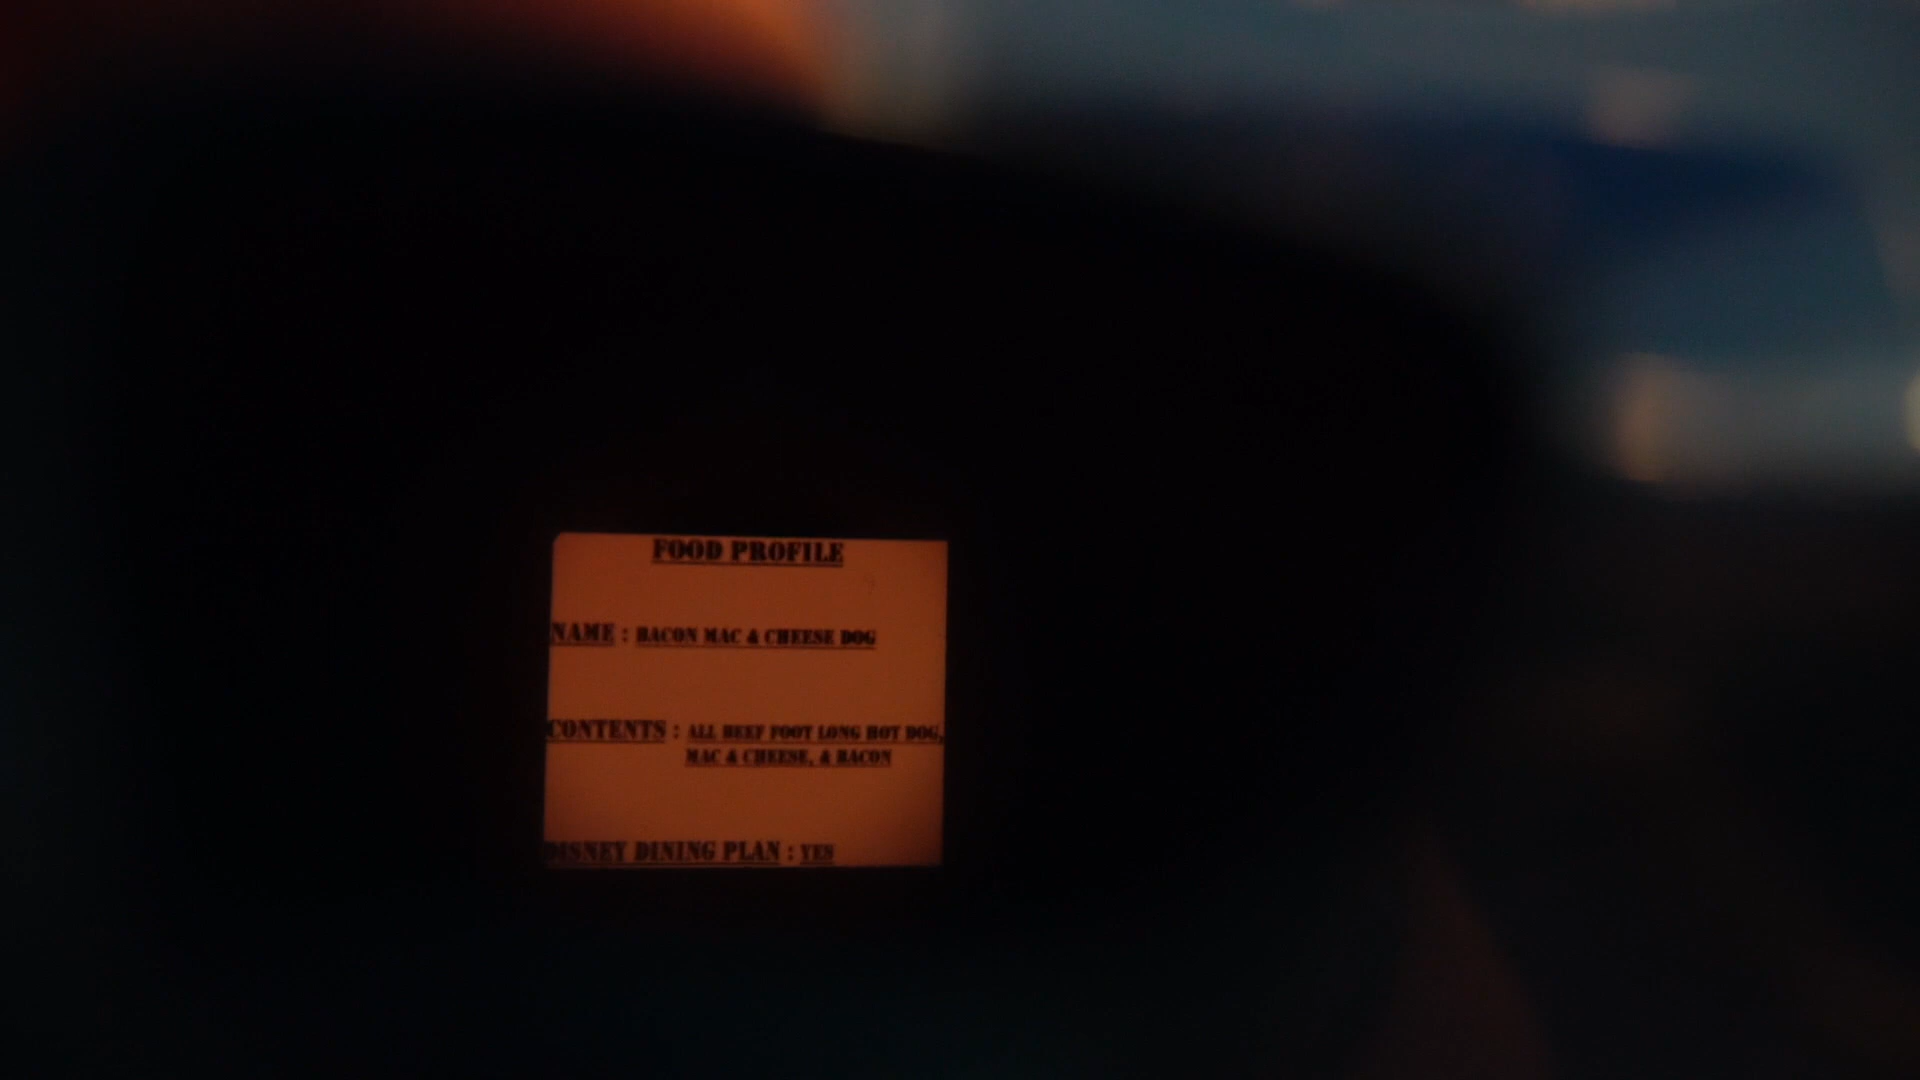 FOOD PROFILE
NAME : BACON MAC & CHEESE DOG
CONTENTS : ALL BEEF FOOT LONG HOT DOG,
MAC & CHEESE, & BACON
DISNEY DINING PLAN : YES